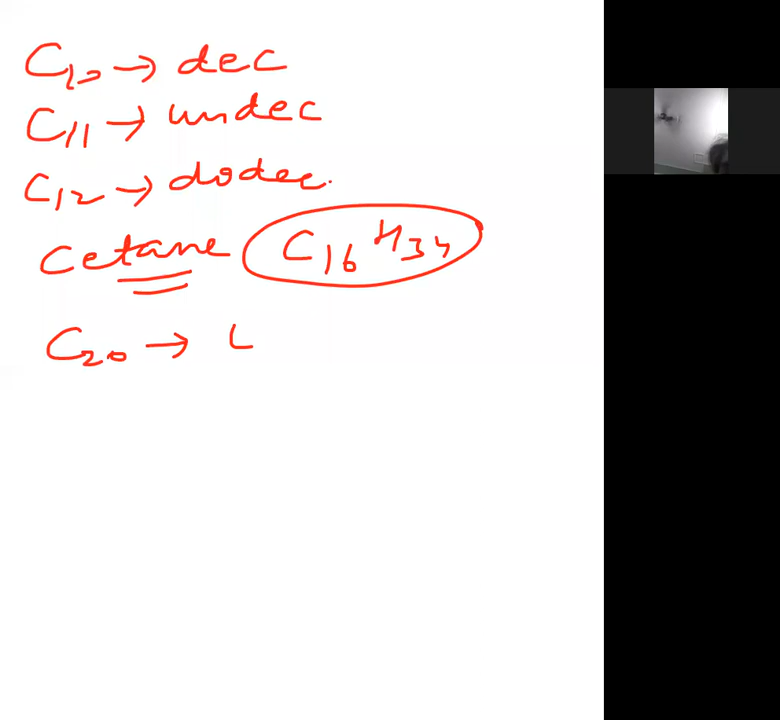 C10 → dec
C11 → undec
C12 → dodec.
Cetane C16H34
C20 →